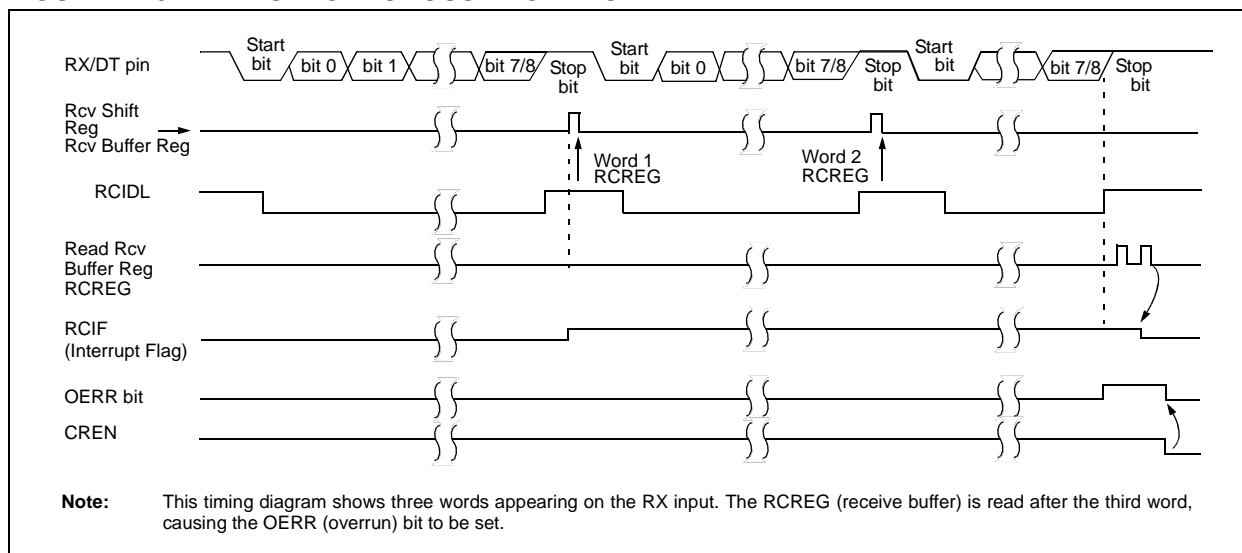 Start bit
bit 0
bit 1
bit 7/8
Stop bit
Start bit
bit 0
bit 7/8
Stop bit
Start bit
bit 7/8
Stop bit
RX/DT pin
Rcv Shift
Reg
Rcv Buffer Reg
Word 1
RCREG
Word 2
RCREG
RCIDL
Read Rcv
Buffer Reg
RCREG
RCIF
(Interrupt Flag)
OERR bit
CREN
Note: This timing diagram shows three words appearing on the RX input. The RCREG (receive buffer) is read after the third word,
causing the OERR (overrun) bit to be set.